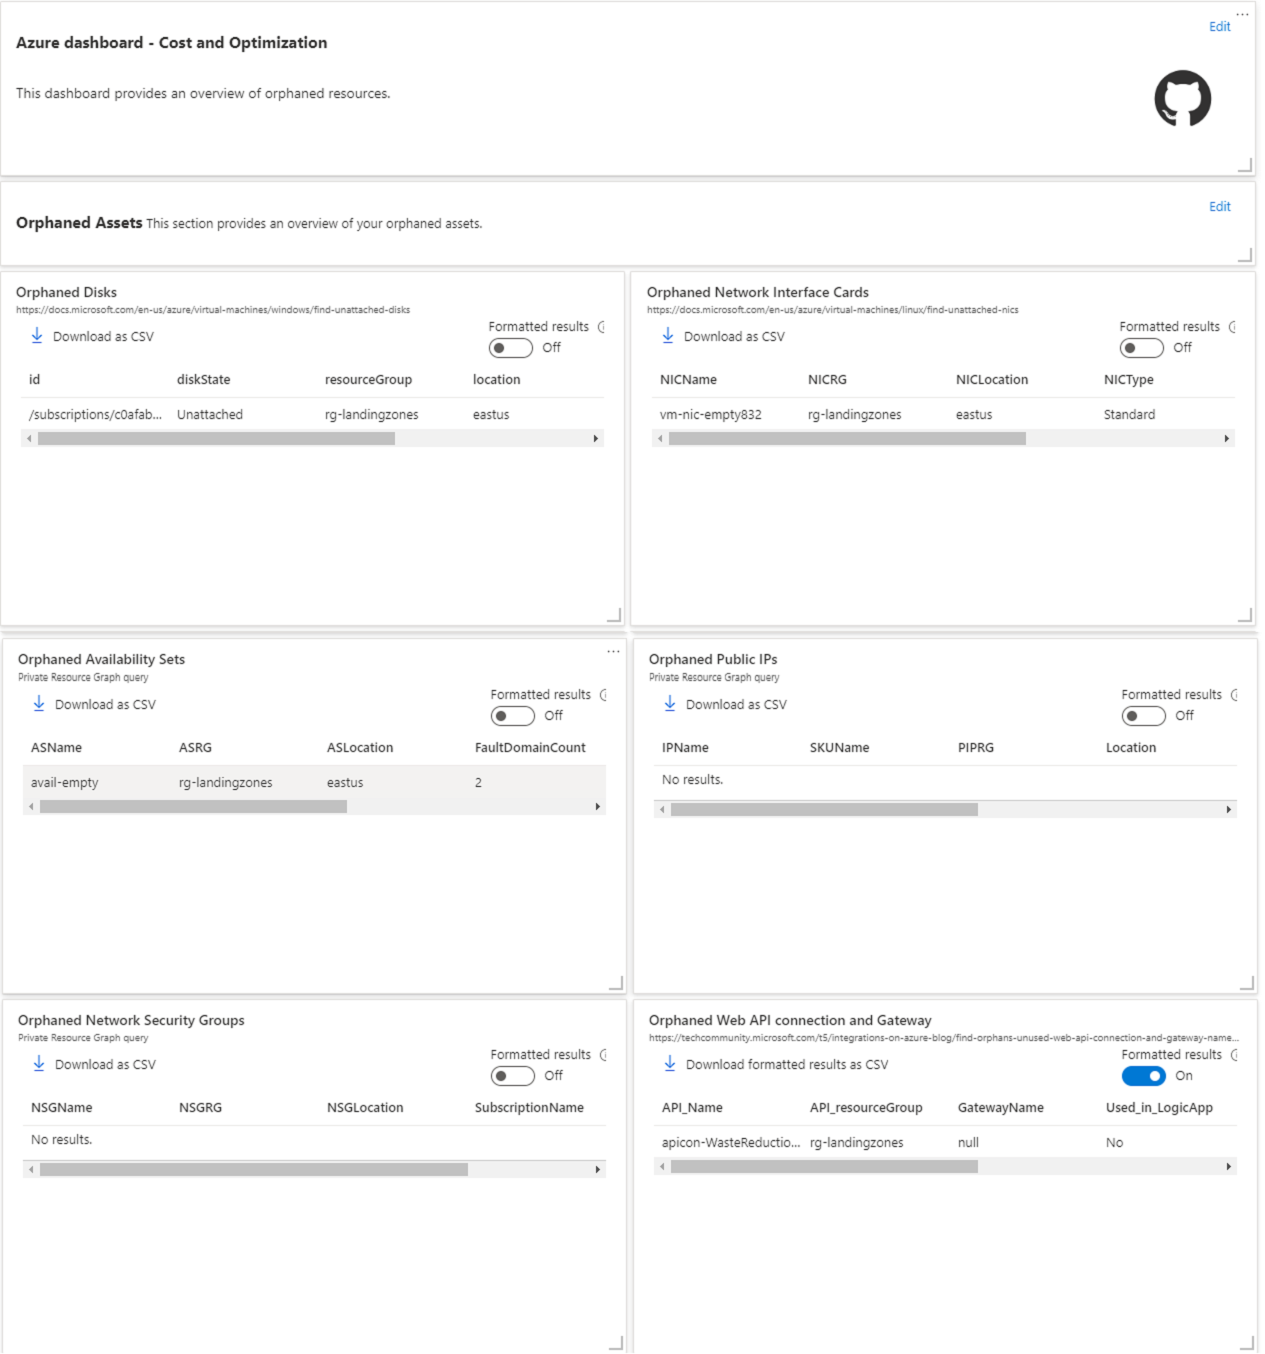 Edit
Azure dashboard - Cost and Optimization
This dashboard provides an overview of orphaned resources.
Edit
Orphaned Assets This section provides an overview of your orphaned assets.
Orphaned Disks
https://docs.microsoft.com/en-us/azure/virtual-machines/windows/find-unattached-disks
Formatted results
Download as CSV
Off
id diskState resourceGroup location
/subscriptions/c0afab... Unattached rg-landingzones eastus
Orphaned Network Interface Cards
https://docs.microsoft.com/en-us/azure/virtual-machines/linux/find-unattached-nics
Formatted results
Download as CSV
Off
NICName NICRG NICLocation NICType
vm-nic-empty832 rg-landingzones eastus Standard
Orphaned Availability Sets
Private Resource Graph query
Formatted results
Download as CSV
Off
ASName ASRG ASLocation FaultDomainCount
avail-empty rg-landingzones eastus 2
Orphaned Public IPs
Private Resource Graph query
Formatted results
Download as CSV
Off
IPName SKUName PIPRG Location
No results.
Orphaned Network Security Groups
Private Resource Graph query
Formatted results
Download as CSV
Off
NSGName NSGRG NSGLocation SubscriptionName
No results.
Orphaned Web API connection and Gateway
https://techcommunity.microsoft.com/t5/integrations-on-azure-blog/find-orphans-unused-web-api-connection-and-gateway-name...
Formatted results
Download formatted results as CSV
On
API_Name API_resourceGroup GatewayName Used_in_LogicApp
apicon-WasteReductio... rg-landingzones null No